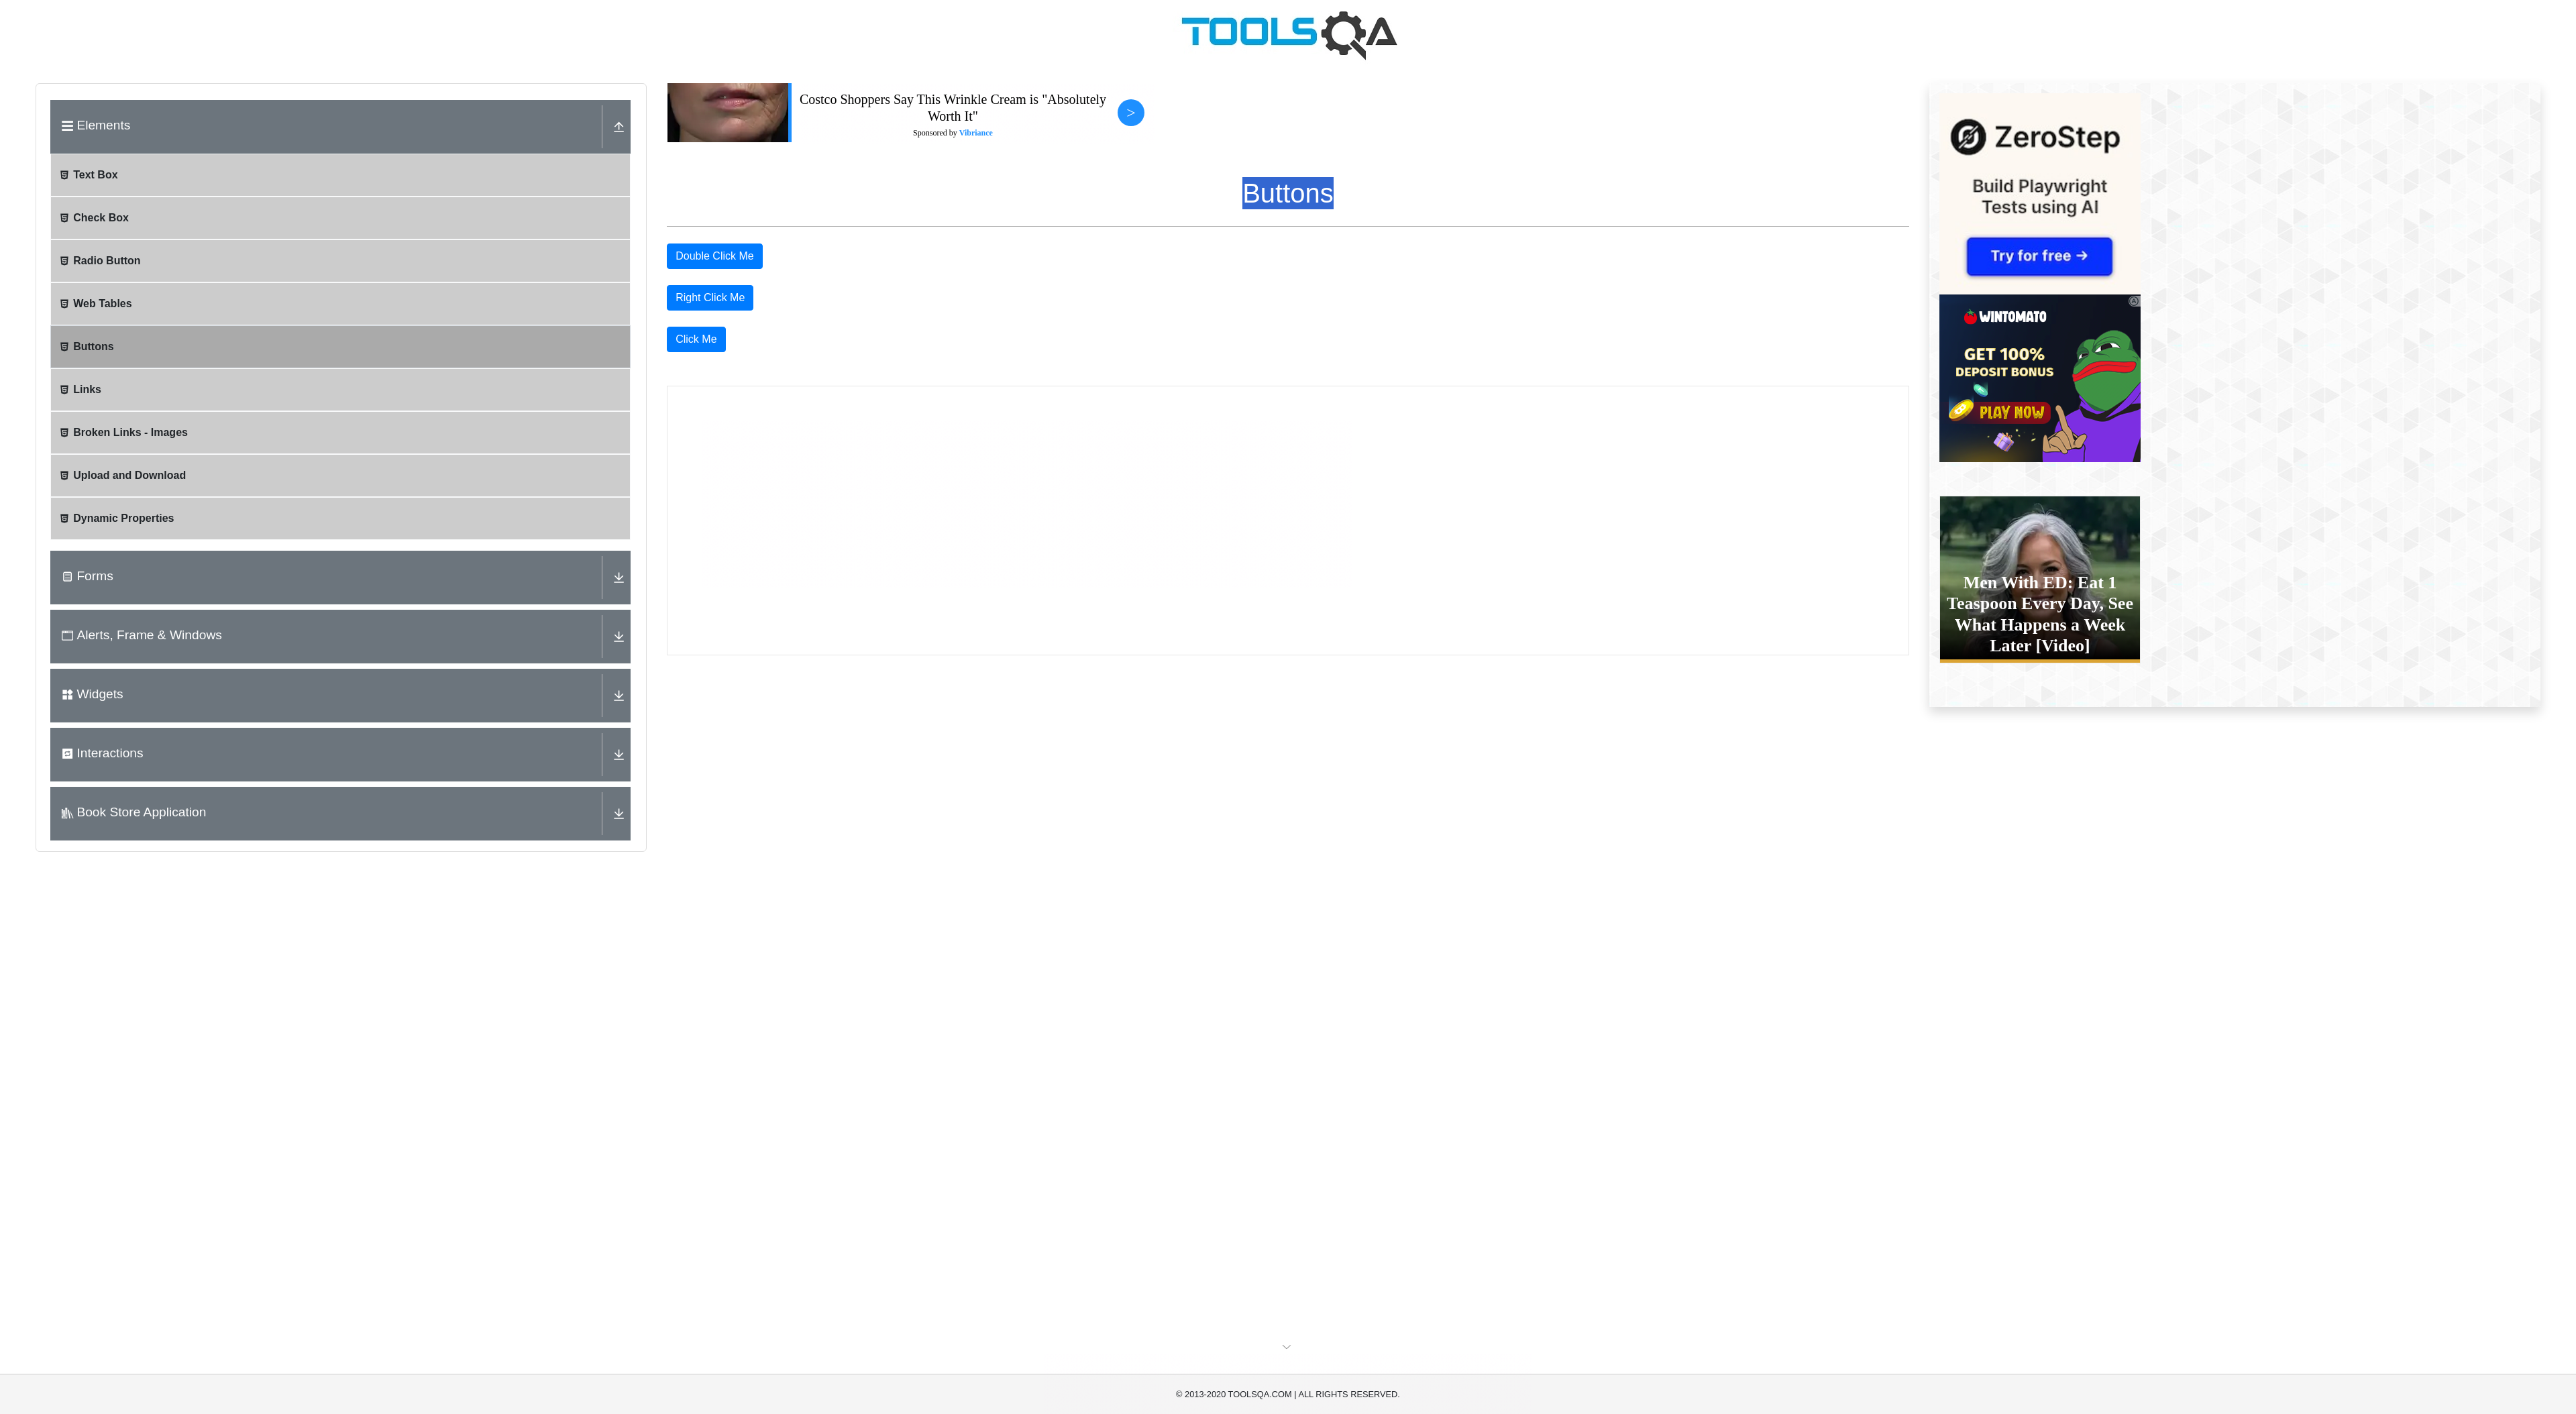 TOOLSQA
Elements
Text Box
Check Box
Radio Button
Web Tables
Buttons
Links
Broken Links - Images
Upload and Download
Dynamic Properties
Forms
Alerts, Frame & Windows
Widgets
Interactions
Book Store Application
Costco Shoppers Say This Wrinkle Cream is "Absolutely
Worth It"
Sponsored by Vibriance
>
Buttons
Double Click Me
Right Click Me
Click Me
ZeroStep
Build Playwright
Tests using AI
Try for free →
WINTOMATO
GET 100%
DEPOSIT BONUS
PLAY NOW
Men With ED: Eat 1
Teaspoon Every Day, See
What Happens a Week
Later [Video]
© 2013-2020 TOOLSQA.COM | ALL RIGHTS RESERVED.